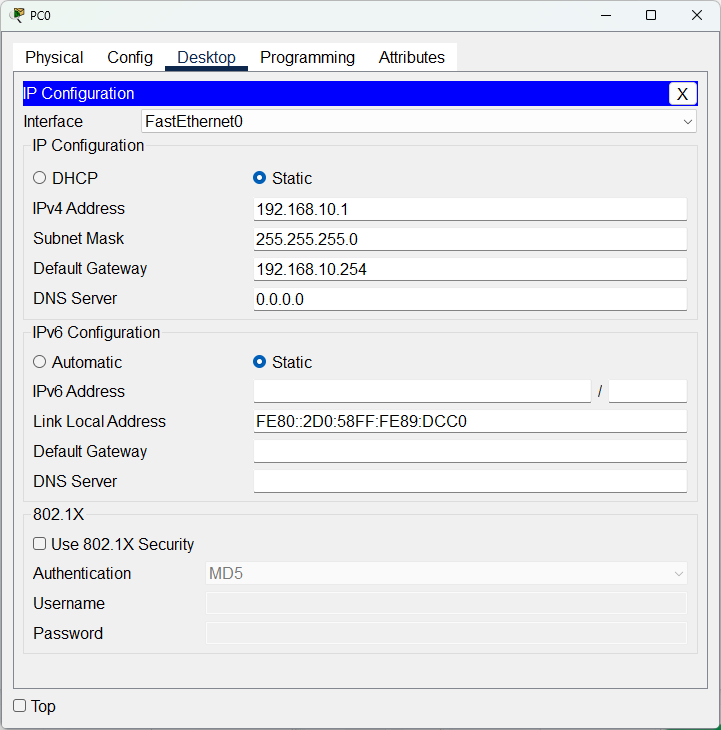 PC0
Physical Config Desktop Programming Attributes
IP Configuration X
Interface FastEthernet0
IP Configuration
DHCP Static
IPv4 Address 192.168.10.1
Subnet Mask 255.255.255.0
Default Gateway 192.168.10.254
DNS Server 0.0.0.0
IPv6 Configuration
Automatic Static
IPv6 Address /
Link Local Address FE80::2D0:58FF:FE89:DCC0
Default Gateway
DNS Server
802.1X
Use 802.1X Security
Authentication MD5
Username
Password
Top